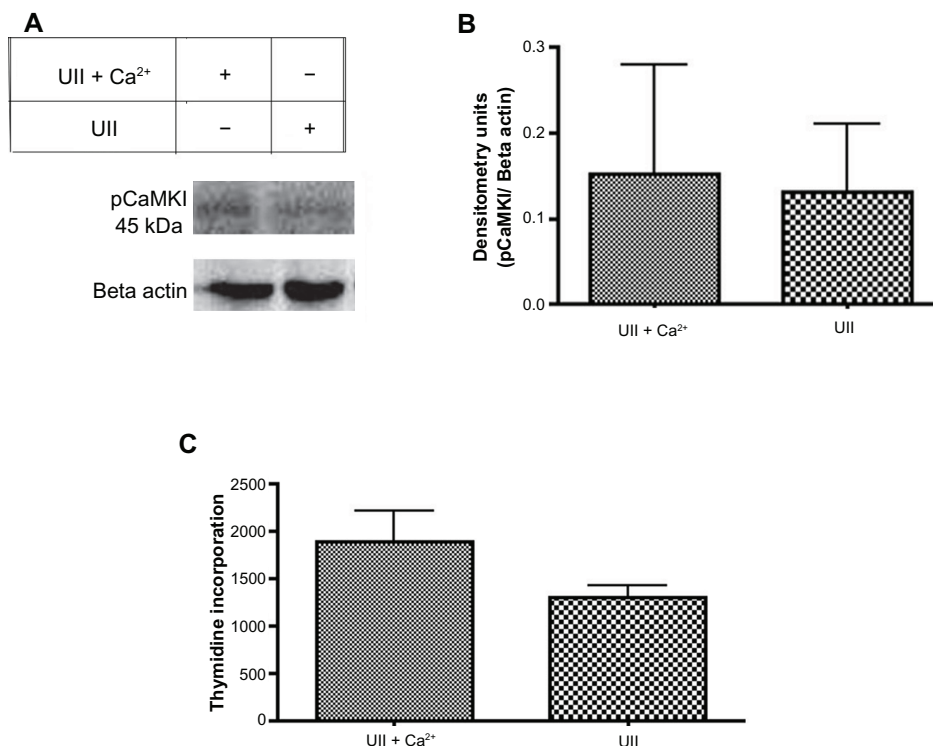 A
UII + Ca²⁺ + −
UII − +
pCaMKI
45 kDa
Beta actin
B
Densitometry units
(pCaMKI/ Beta actin)
0.3
0.2
0.1
0.0
UII + Ca²⁺ UII
C
Thymidine incorporation
2500
2000
1500
1000
500
0
UII + Ca²⁺ UII